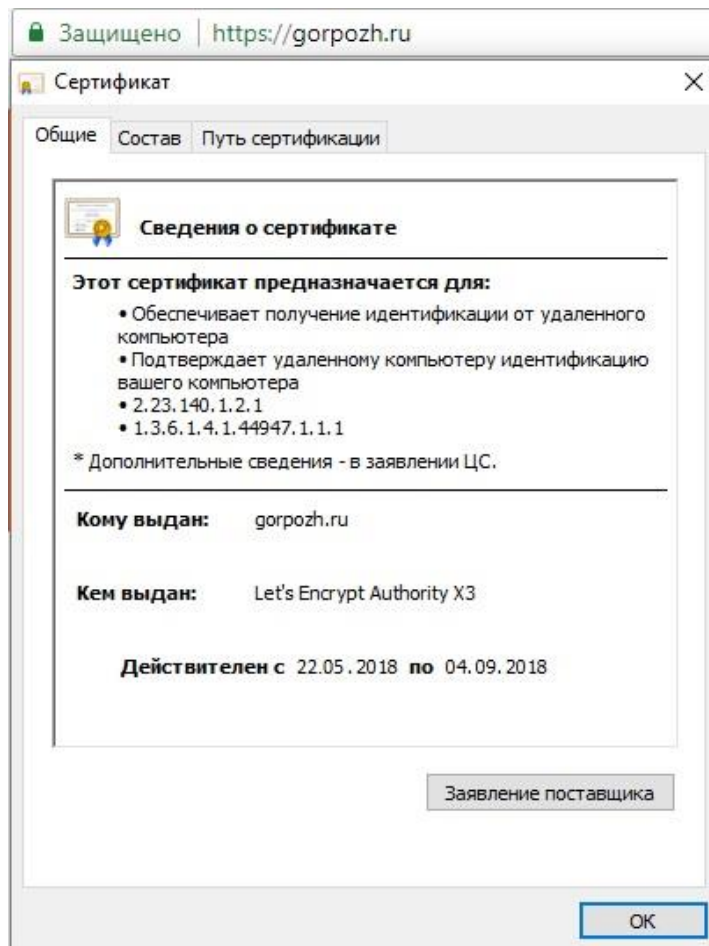 Защищено | https://gorpozh.ru
Сертификат
Общие Состав Путь сертификации
Сведения о сертификате
Этот сертификат предназначается для:
• Обеспечивает получение идентификации от удаленного
компьютера
• Подтверждает удаленному компьютеру идентификацию
вашего компьютера
• 2.23.140.1.2.1
• 1.3.6.1.4.1.44947.1.1.1
* Дополнительные сведения - в заявлении ЦС.
Кому выдан: gorpozh.ru
Кем выдан: Let's Encrypt Authority X3
Действителен с 22.05.2018 по 04.09.2018
Заявление поставщика
ОК